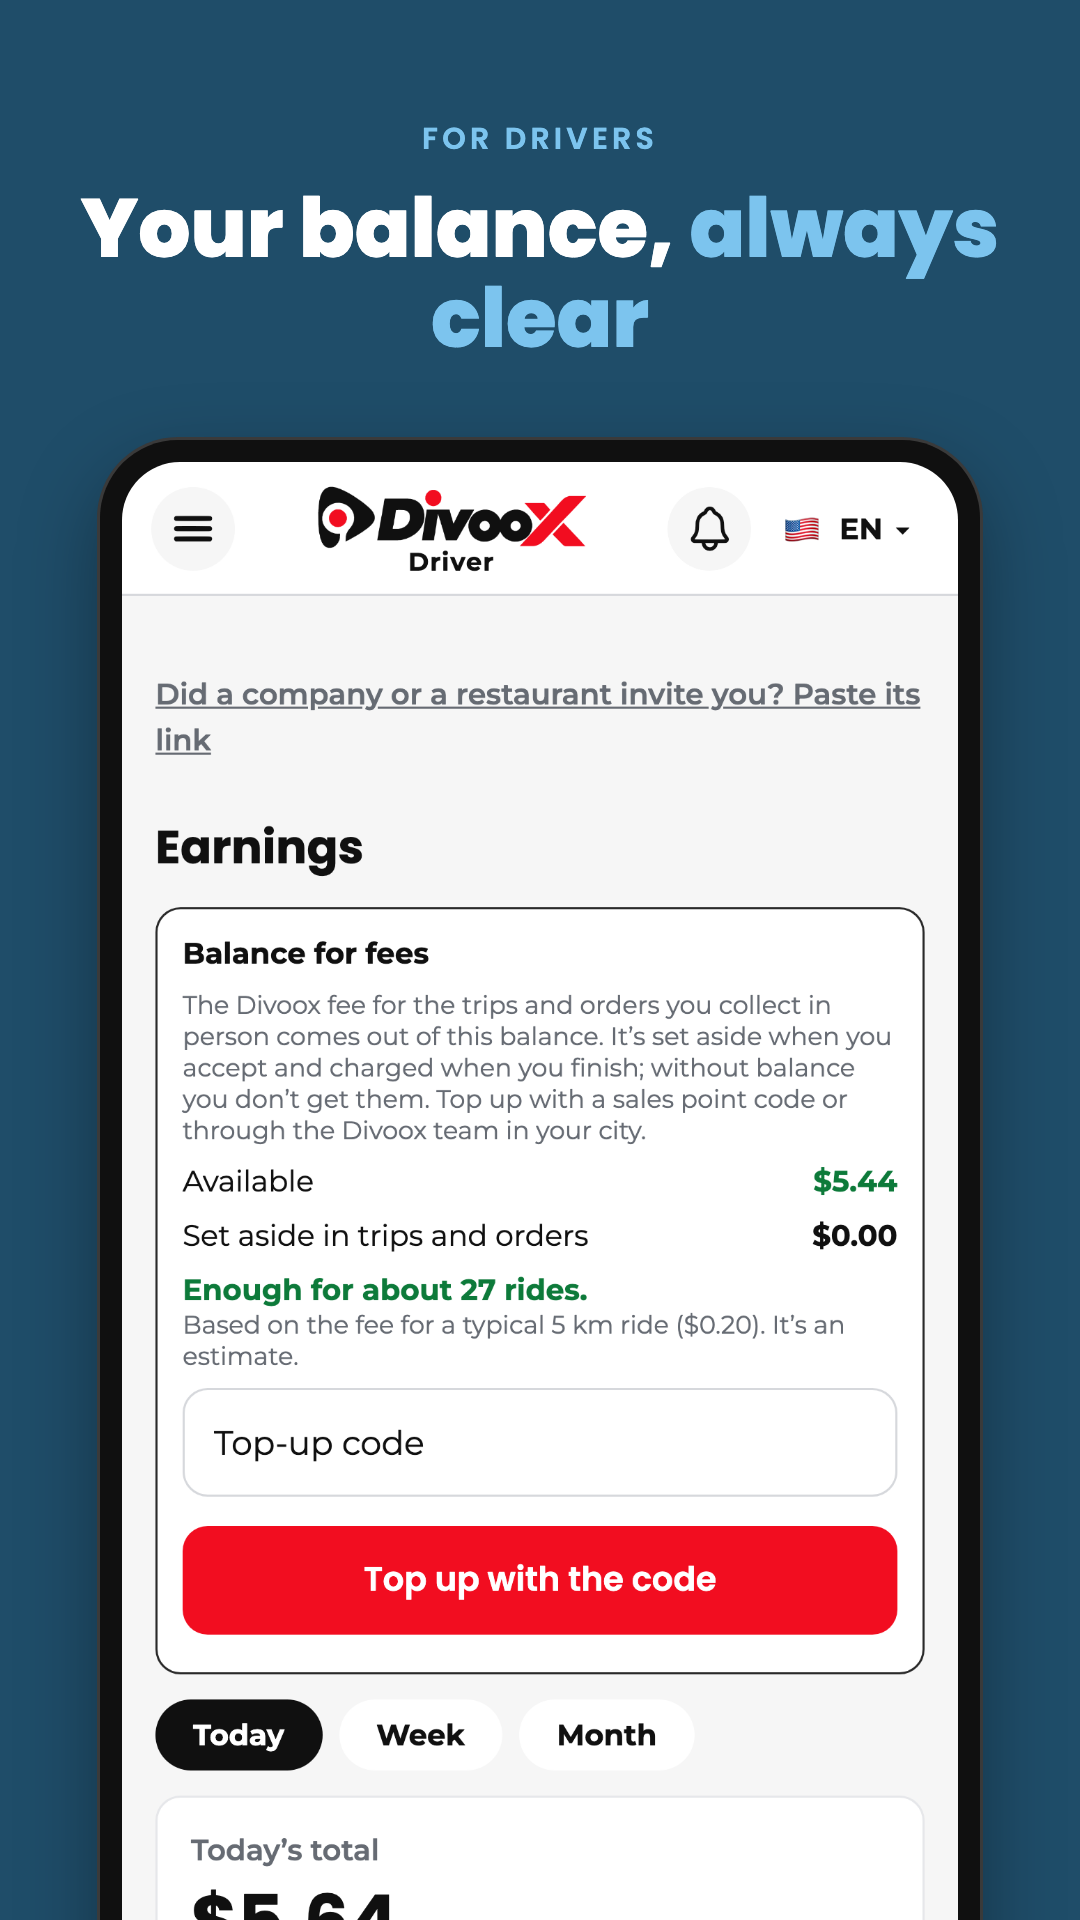 FOR DRIVERS
Your balance, always
clear
DivooX
Driver
EN
Did a company or a restaurant invite you? Paste its
link
Earnings
Balance for fees
The Divoox fee for the trips and orders you collect in
person comes out of this balance. It’s set aside when you
accept and charged when you finish; without balance
you don’t get them. Top up with a sales point code or
through the Divoox team in your city.
Available $5.44
Set aside in trips and orders $0.00
Enough for about 27 rides.
Based on the fee for a typical 5 km ride ($0.20). It’s an
estimate.
Top-up code
Top up with the code
Today Week Month
Today’s total
$5.64